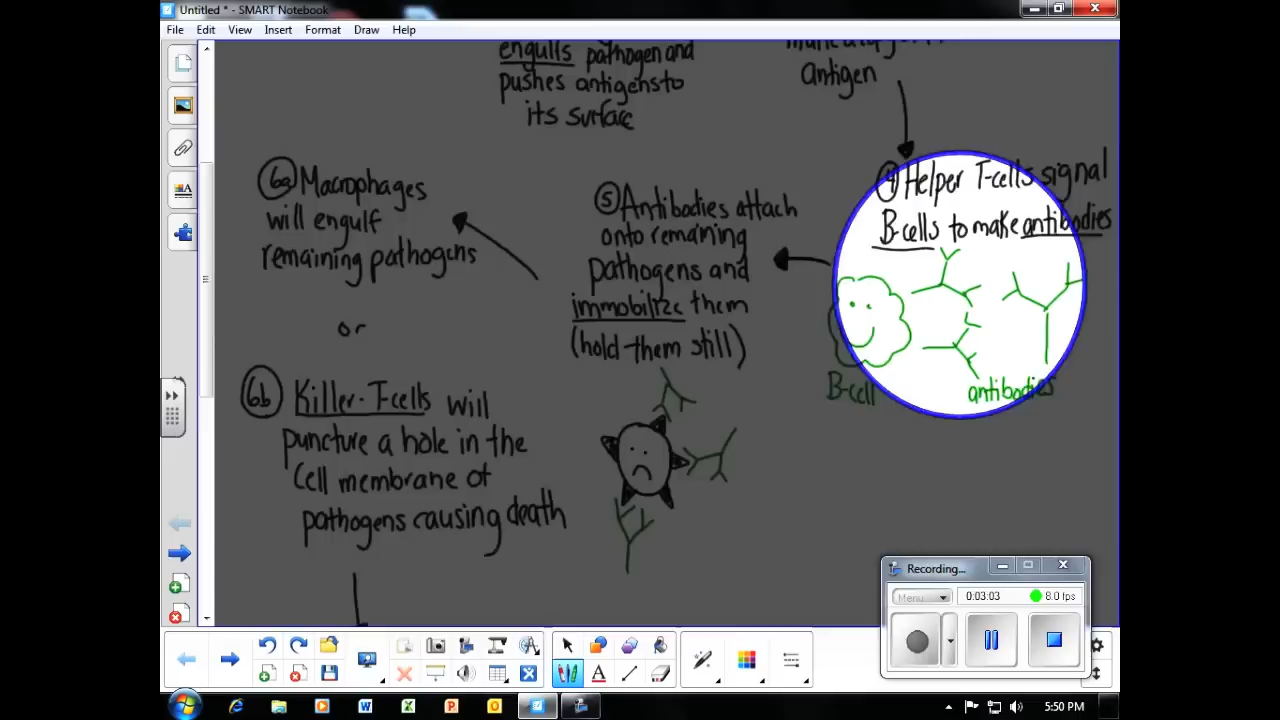 Untitled * - SMART Notebook
File Edit View Insert Format Draw Help
engulfs pathogen and
pushes antigens to
its surface
antigen
④ Helper T-cells signal
B-cells to make antibodies
B-cell
antibodies
⑤ Antibodies attach
onto remaining
pathogens and
immobilize them
(hold them still)
6a Macrophages
will engulf
remaining pathogens
or
6b Killer-T-cells will
puncture a hole in the
Cell membrane of
pathogens causing death
Recording...
Menu
0:03:03
8.0 fps
5:50 PM